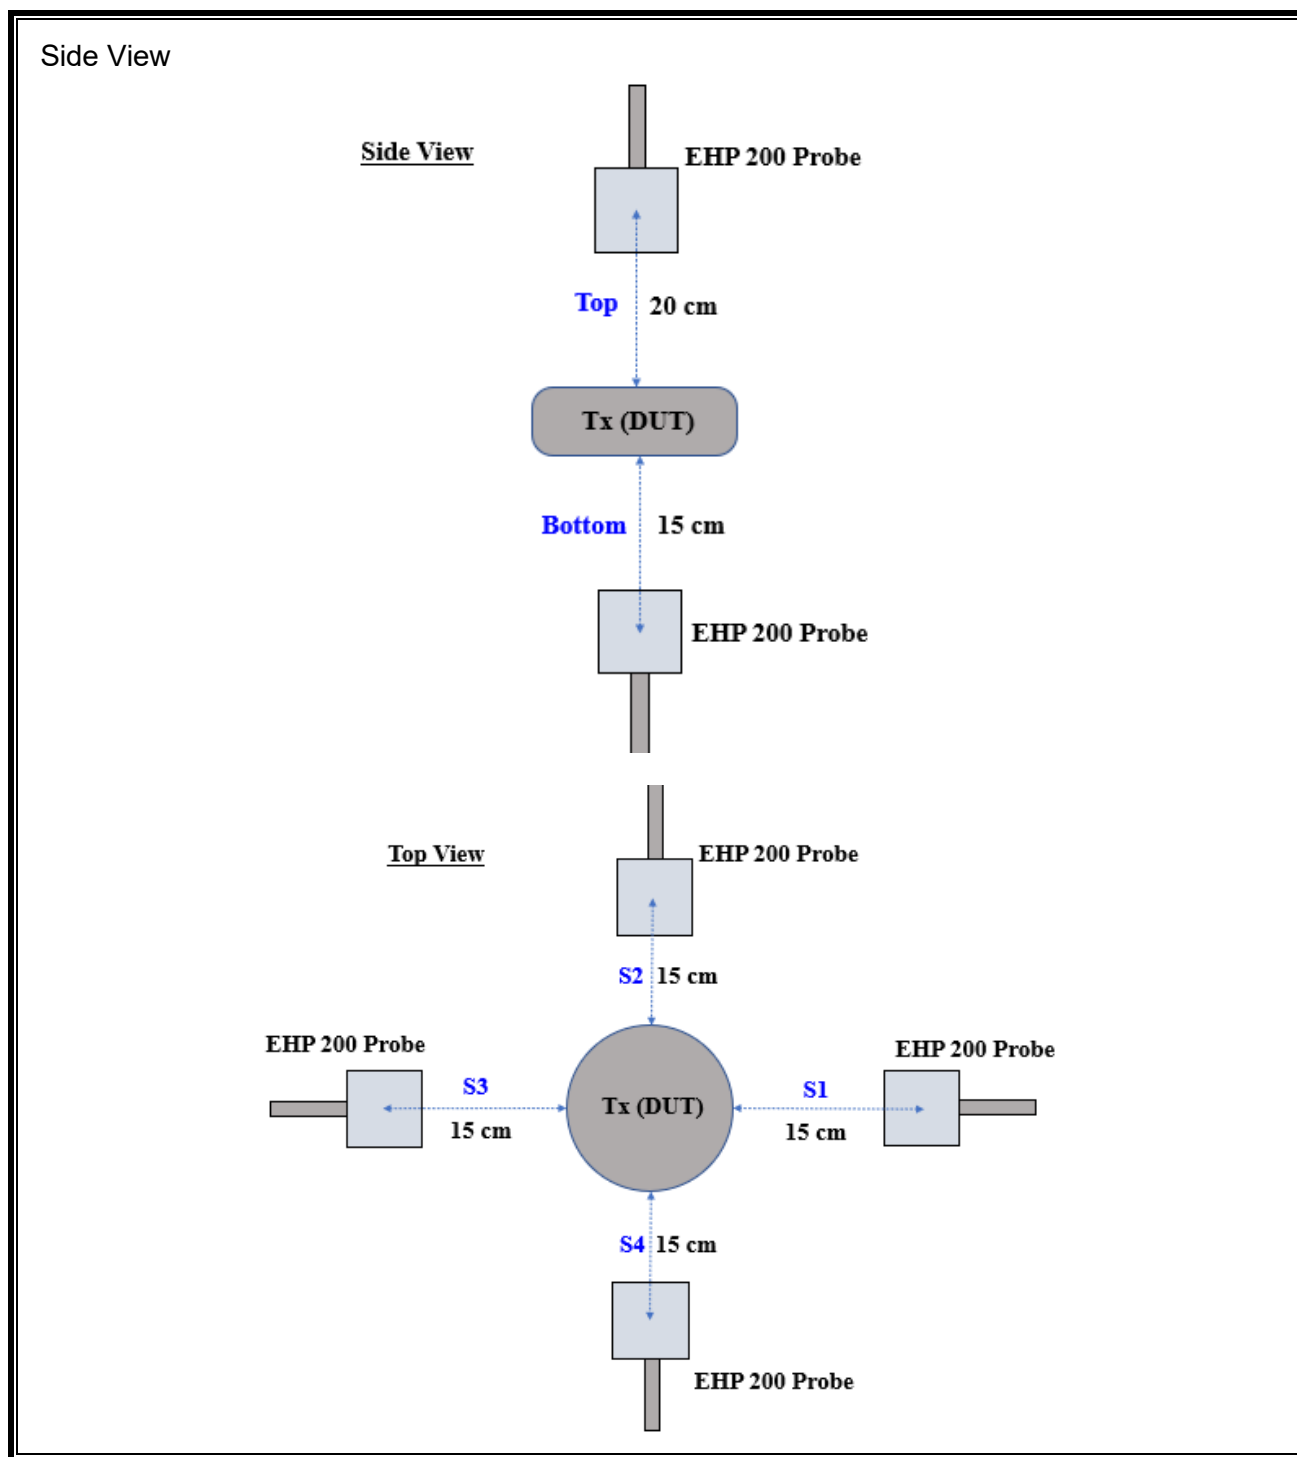 Side View
Side View
EHP 200 Probe
Top 20 cm
Tx (DUT)
Bottom 15 cm
EHP 200 Probe
Top View
EHP 200 Probe
S2 15 cm
EHP 200 Probe
EHP 200 Probe
S3
S1
Tx (DUT)
15 cm
15 cm
S4 15 cm
EHP 200 Probe